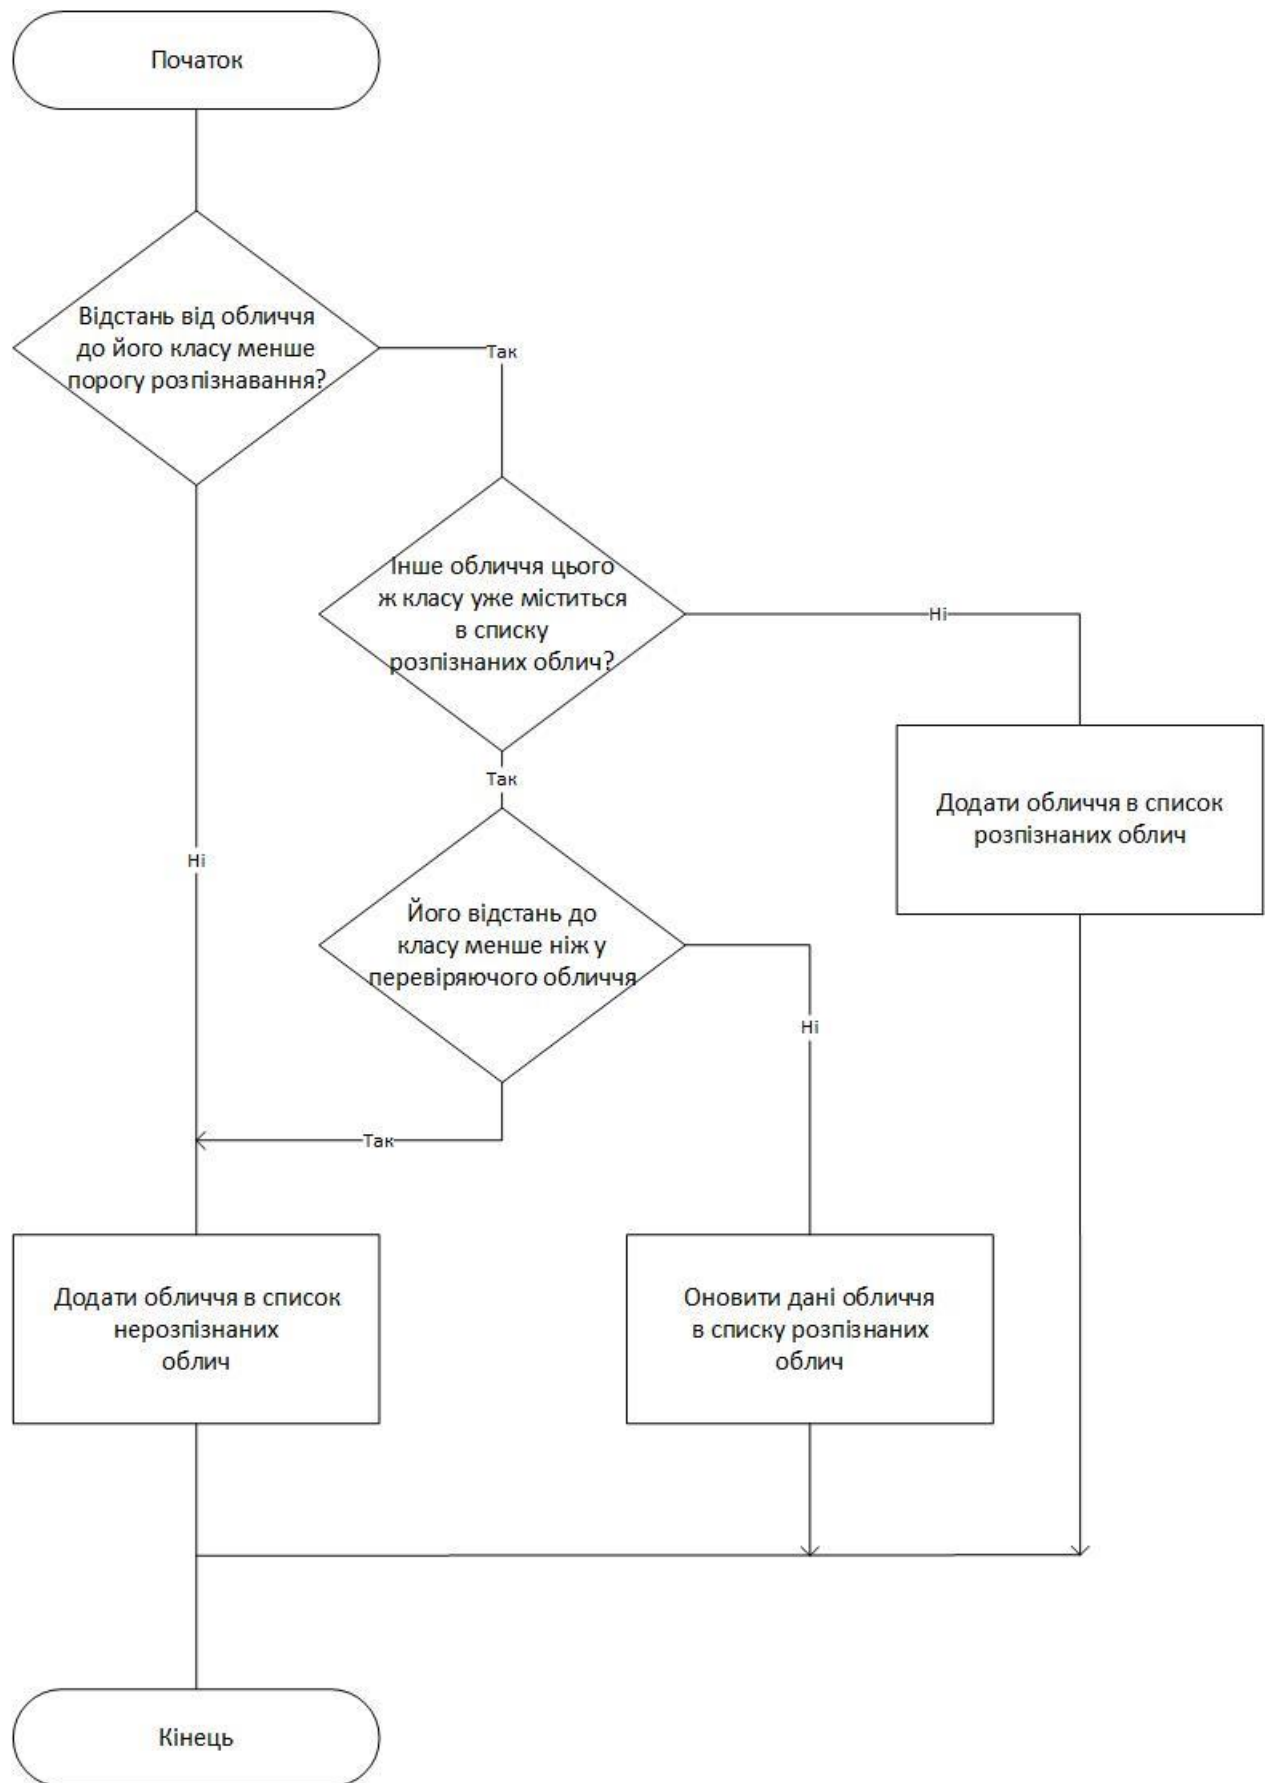 Початок
Відстань від обличчя
до його класу менше
порогу розпізнавання?
Так
Інше обличчя цього
ж класу уже міститься
в списку
розпізнаних облич?
Ні
Так
Додати обличчя в список
розпізнаних облич
Ні
Його відстань до
класу менше ніж у
перевіряючого обличчя
Ні
Так
Додати обличчя в список
нерозпізнаних
облич
Оновити дані обличчя
в списку розпізнаних
облич
Кінець